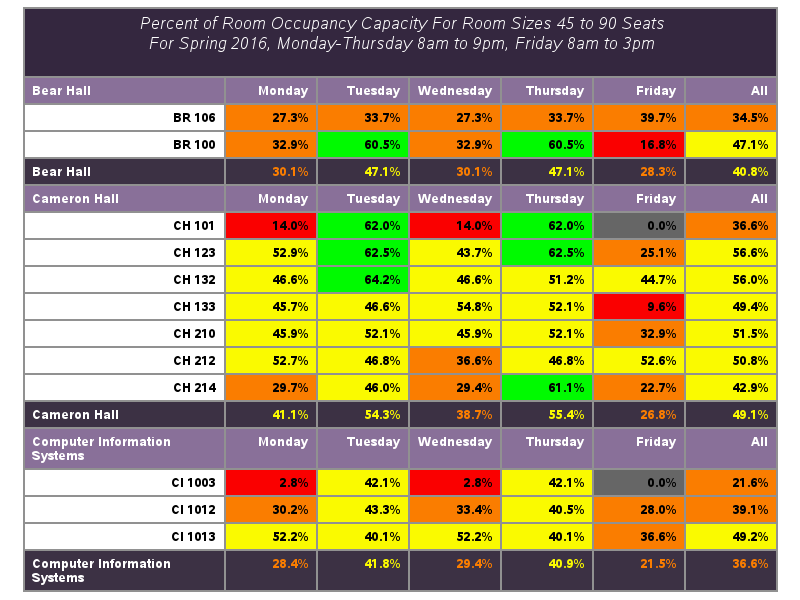 Percent of Room Occupancy Capacity For Room Sizes 45 to 90 Seats
For Spring 2016, Monday-Thursday 8am to 9pm, Friday 8am to 3pm
Bear Hall Monday Tuesday Wednesday Thursday Friday All
BR 106 27.3% 33.7% 27.3% 33.7% 39.7% 34.5%
BR 100 32.9% 60.5% 32.9% 60.5% 16.8% 47.1%
Bear Hall 30.1% 47.1% 30.1% 47.1% 28.3% 40.8%
Cameron Hall Monday Tuesday Wednesday Thursday Friday All
CH 101 14.0% 62.0% 14.0% 62.0% 0.0% 36.6%
CH 123 52.9% 62.5% 43.7% 62.5% 25.1% 56.6%
CH 132 46.6% 64.2% 46.6% 51.2% 44.7% 56.0%
CH 133 45.7% 46.6% 54.8% 52.1% 9.6% 49.4%
CH 210 45.9% 52.1% 45.9% 52.1% 32.9% 51.5%
CH 212 52.7% 46.8% 36.6% 46.8% 52.6% 50.8%
CH 214 29.7% 46.0% 29.4% 61.1% 22.7% 42.9%
Cameron Hall 41.1% 54.3% 38.7% 55.4% 26.8% 49.1%
Computer Information Monday Tuesday Wednesday Thursday Friday All
Systems
CI 1003 2.8% 42.1% 2.8% 42.1% 0.0% 21.6%
CI 1012 30.2% 43.3% 33.4% 40.5% 28.0% 39.1%
CI 1013 52.2% 40.1% 52.2% 40.1% 36.6% 49.2%
Computer Information 28.4% 41.8% 29.4% 40.9% 21.5% 36.6%
Systems